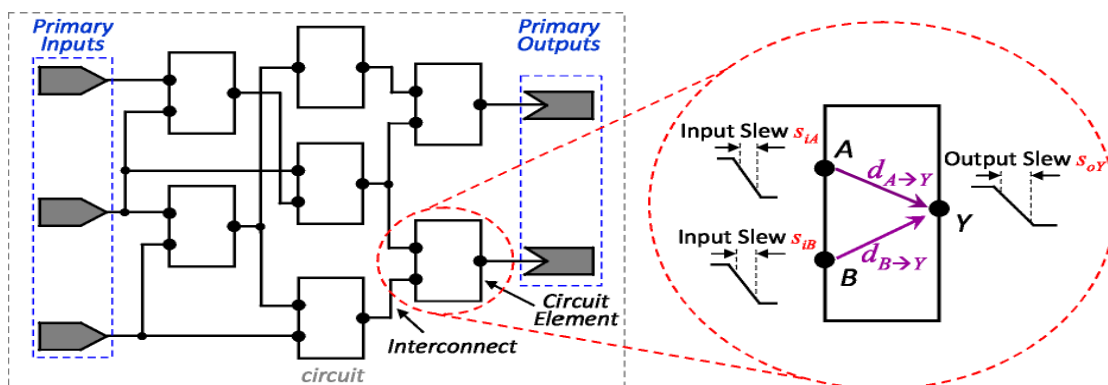 Primary
Inputs
Primary
Outputs
Circuit
Element
Interconnect
circuit
Input Slew s_iA
A
d_A→Y
Output Slew s_oY
Y
Input Slew s_iB
B
d_B→Y